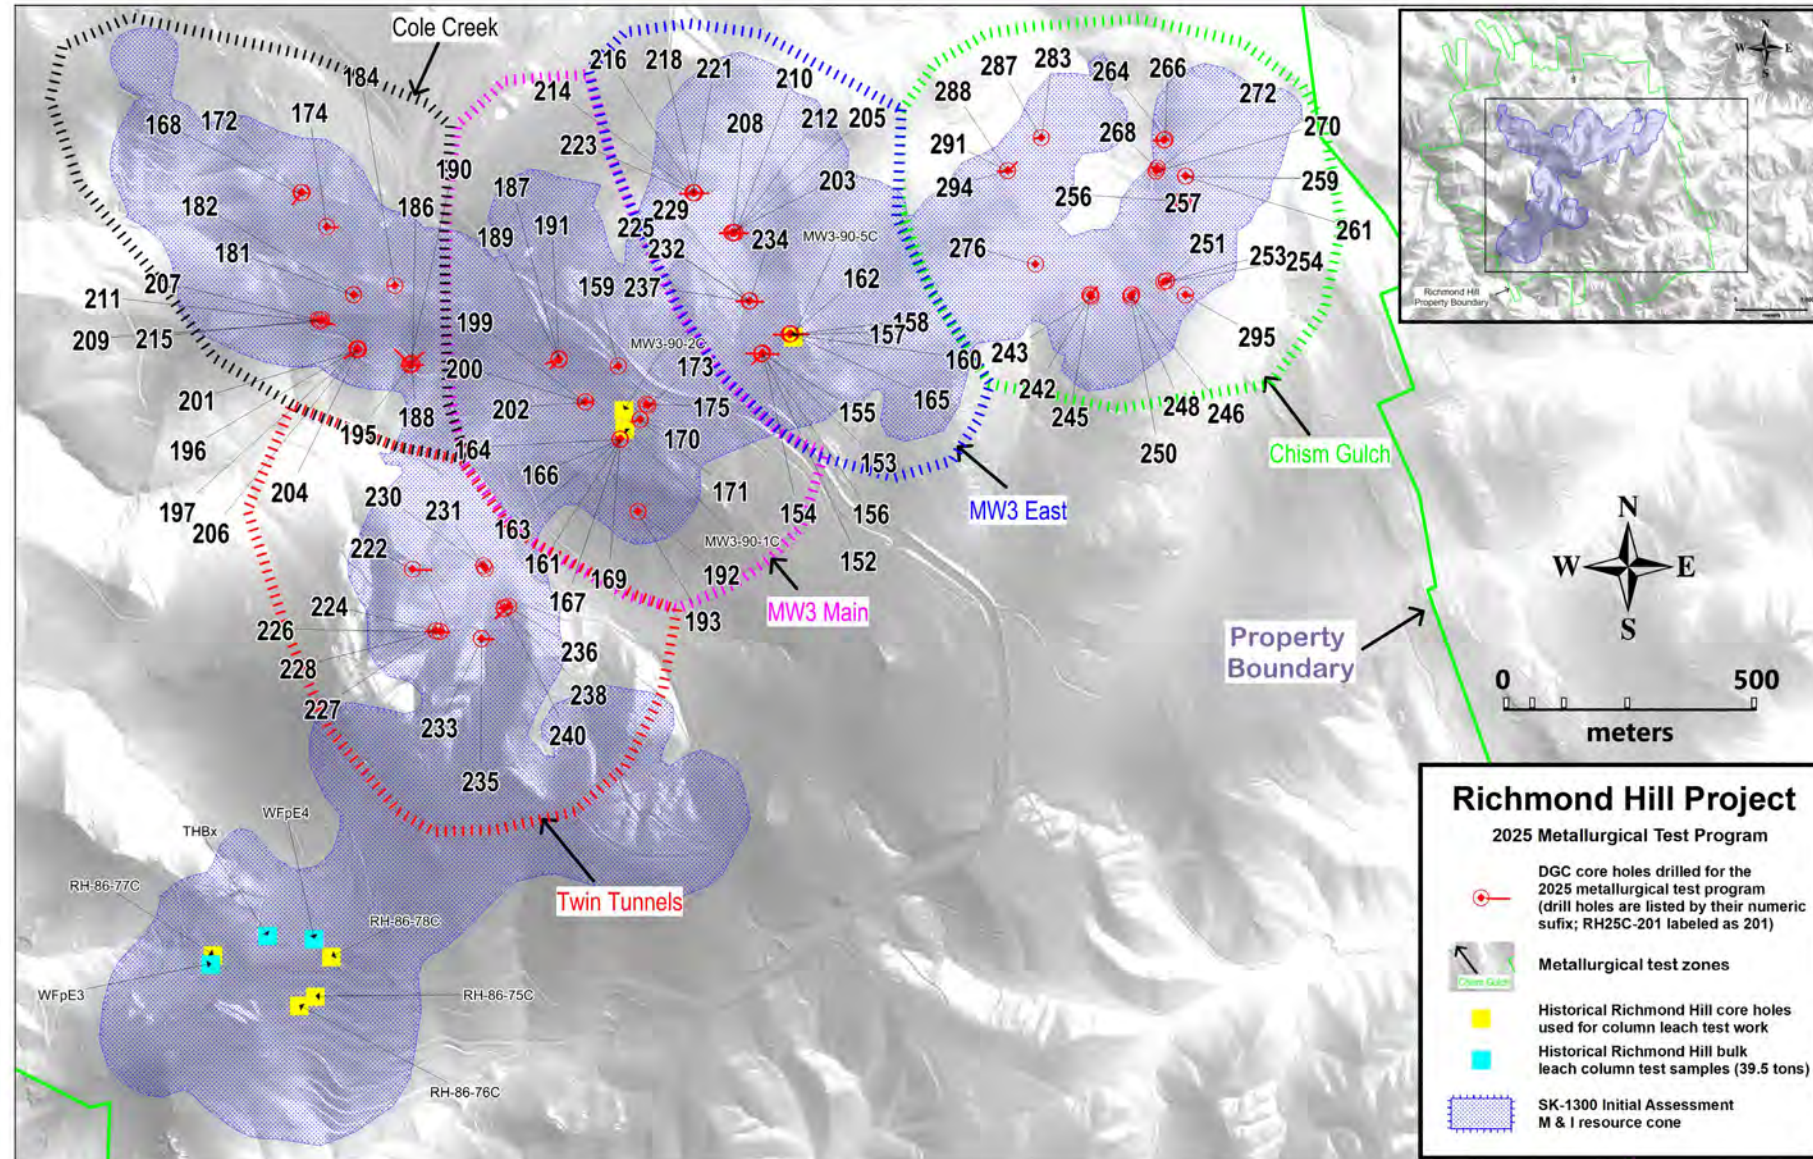 Cole Creek
216
218
221
210
283
287
264
266
184
214
288
272
174
208
212
205
172
168
268
270
223
291
190
203
294
187
259
182
186
229
256
257
225
234
MW3-90-5C
261
189
191
232
276
251
181
162
253
254
207
159
237
211
199
158
157
295
209
215
MW3-90-2C
160
243
200
173
242
201
202
175
155
165
245
248
246
188
195
164
170
196
166
153
250
Chism Gulch
204
230
231
171
197
154
156
MW3 East
206
163
MW3-90-1C
222
161
169
192
152
224
167
MW3 Main
193
226
228
236
227
238
233
240
235
WFpE4
THBx
RH-86-77C
Twin Tunnels
RH-86-78C
WFpE3
RH-86-75C
RH-86-76C
Property
Boundary
N
W E
S
0 500
meters
N
W E
S
Richmond Hill
Property Boundary
0
meters
Richmond Hill Project
2025 Metallurgical Test Program
DGC core holes drilled for the
2025 metallurgical test program
(drill holes are listed by their numeric
sufix; RH25C-201 labeled as 201)
Chism Gulch
Metallurgical test zones
Historical Richmond Hill core holes
used for column leach test work
Historical Richmond Hill bulk
leach column test samples (39.5 tons)
SK-1300 Initial Assessment
M & I resource cone